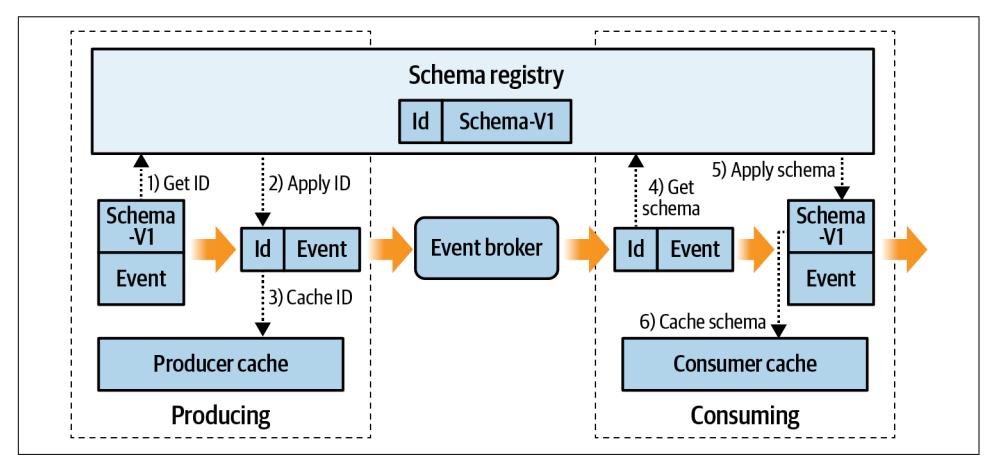 Schema registry
Id Schema-V1
1) Get ID
2) Apply ID
4) Get
schema
5) Apply schema
Schema
-V1
Event
Id Event
Event broker
Id Event
Schema
-V1
Event
3) Cache ID
6) Cache schema
Producer cache
Consumer cache
Producing
Consuming